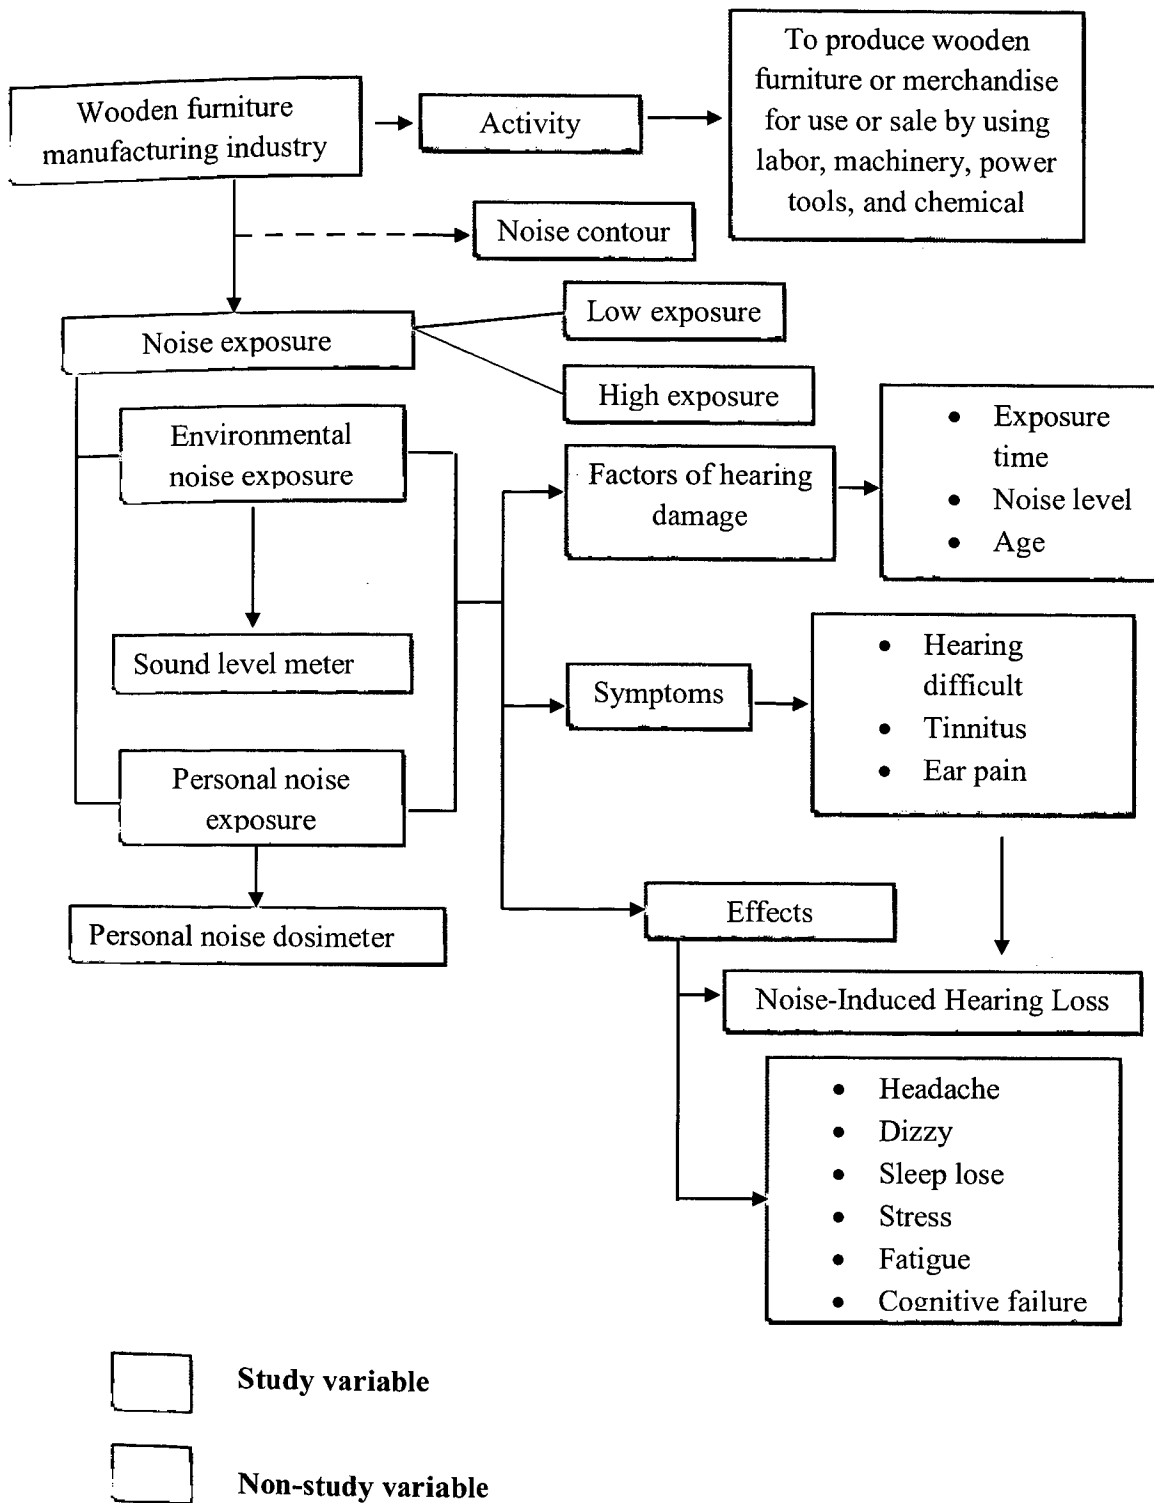 Wooden furniture
manufacturing industry
Activity
To produce wooden
furniture or merchandise
for use or sale by using
labor, machinery, power
tools, and chemical
Noise contour
Noise exposure
Low exposure
High exposure
Environmental
noise exposure
Factors of hearing
damage
• Exposure
time
• Noise level
• Age
Sound level meter
Symptoms
• Hearing
difficult
• Tinnitus
• Ear pain
Personal noise
exposure
Personal noise dosimeter
Effects
Noise-Induced Hearing Loss
• Headache
• Dizzy
• Sleep lose
• Stress
• Fatigue
• Cognitive failure
Study variable
Non-study variable